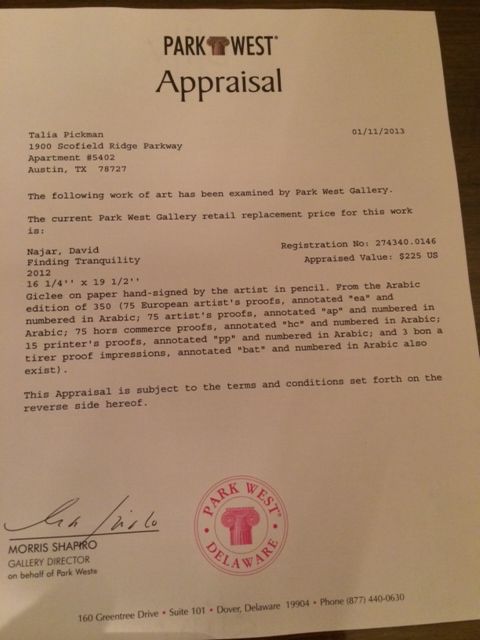 PARK WEST®
Appraisal
Talia Pickman
01/11/2013
1900 Scofield Ridge Parkway
Apartment #5402
Austin, TX 78727
The following work of art has been examined by Park West Gallery.
The current Park West Gallery retail replacement price for this work
is:
Najar, David
Registration No: 274340.0146
Finding Tranquility
Appraised Value: $225 US
2012
16 1/4'' x 19 1/2''
Giclee on paper hand-signed by the artist in pencil. From the Arabic
edition of 350 (75 European artist's proofs, annotated "ea" and
numbered in Arabic; 75 artist's proofs, annotated "ap" and numbered in
Arabic; 75 hors commerce proofs, annotated "hc" and numbered in Arabic;
15 printer's proofs, annotated "pp" and numbered in Arabic; and 3 bon a
tirer proof impressions, annotated "bat" and numbered in Arabic also
exist).
This Appraisal is subject to the terms and conditions set forth on the
reverse side hereof.
PARK WEST
• DELAWARE •
MORRIS SHAPIRO
GALLERY DIRECTOR
on behalf of Park Weste
160 Greentree Drive • Suite 101 • Dover, Delaware 19904 • Phone (877) 440-0630